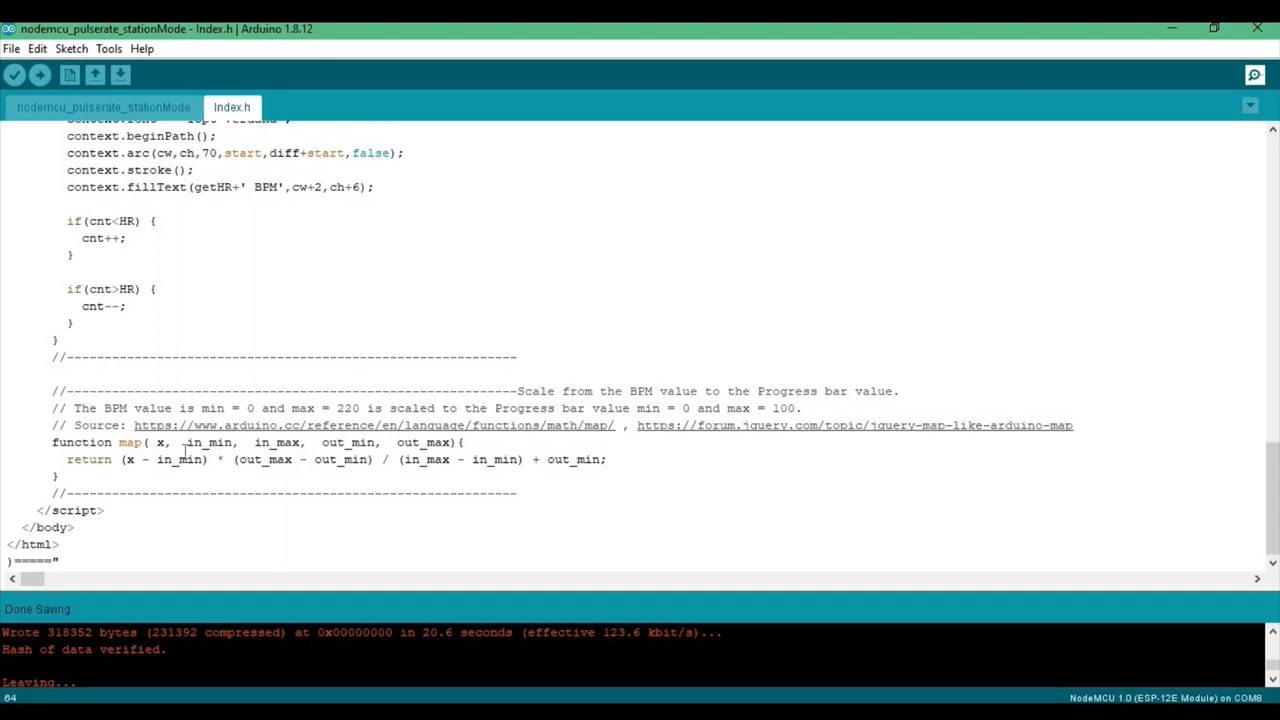 nodemcu_pulserate_stationMode - Index.h | Arduino 1.8.12
File Edit Sketch Tools Help
nodemcu_pulserate_stationMode Index.h
context.beginPath();
context.arc(cw,ch,70,start,diff+start,false);
context.stroke();
context.fillText(getHR+' BPM',cw+2,ch+6);
if(cnt<HR) {
cnt++;
}
if(cnt>HR) {
cnt--;
}
}
//------------------------------------------------------------
//------------------------------------------------------------Scale from the BPM value to the Progress bar value.
// The BPM value is min = 0 and max = 220 is scaled to the Progress bar value min = 0 and max = 100.
// Source: https://www.arduino.cc/reference/en/language/functions/math/map/ , https://forum.jquery.com/topic/jquery-map-like-arduino-map
function map( x, in_min, in_max, out_min, out_max){
return (x - in_min) * (out_max - out_min) / (in_max - in_min) + out_min;
}
//------------------------------------------------------------
</script>
</body>
</html>
)====="
Done Saving.
Wrote 318352 bytes (231392 compressed) at 0x00000000 in 20.6 seconds (effective 123.6 kbit/s)...
Hash of data verified.
Leaving...
64 NodeMCU 1.0 (ESP-12E Module) on COM8